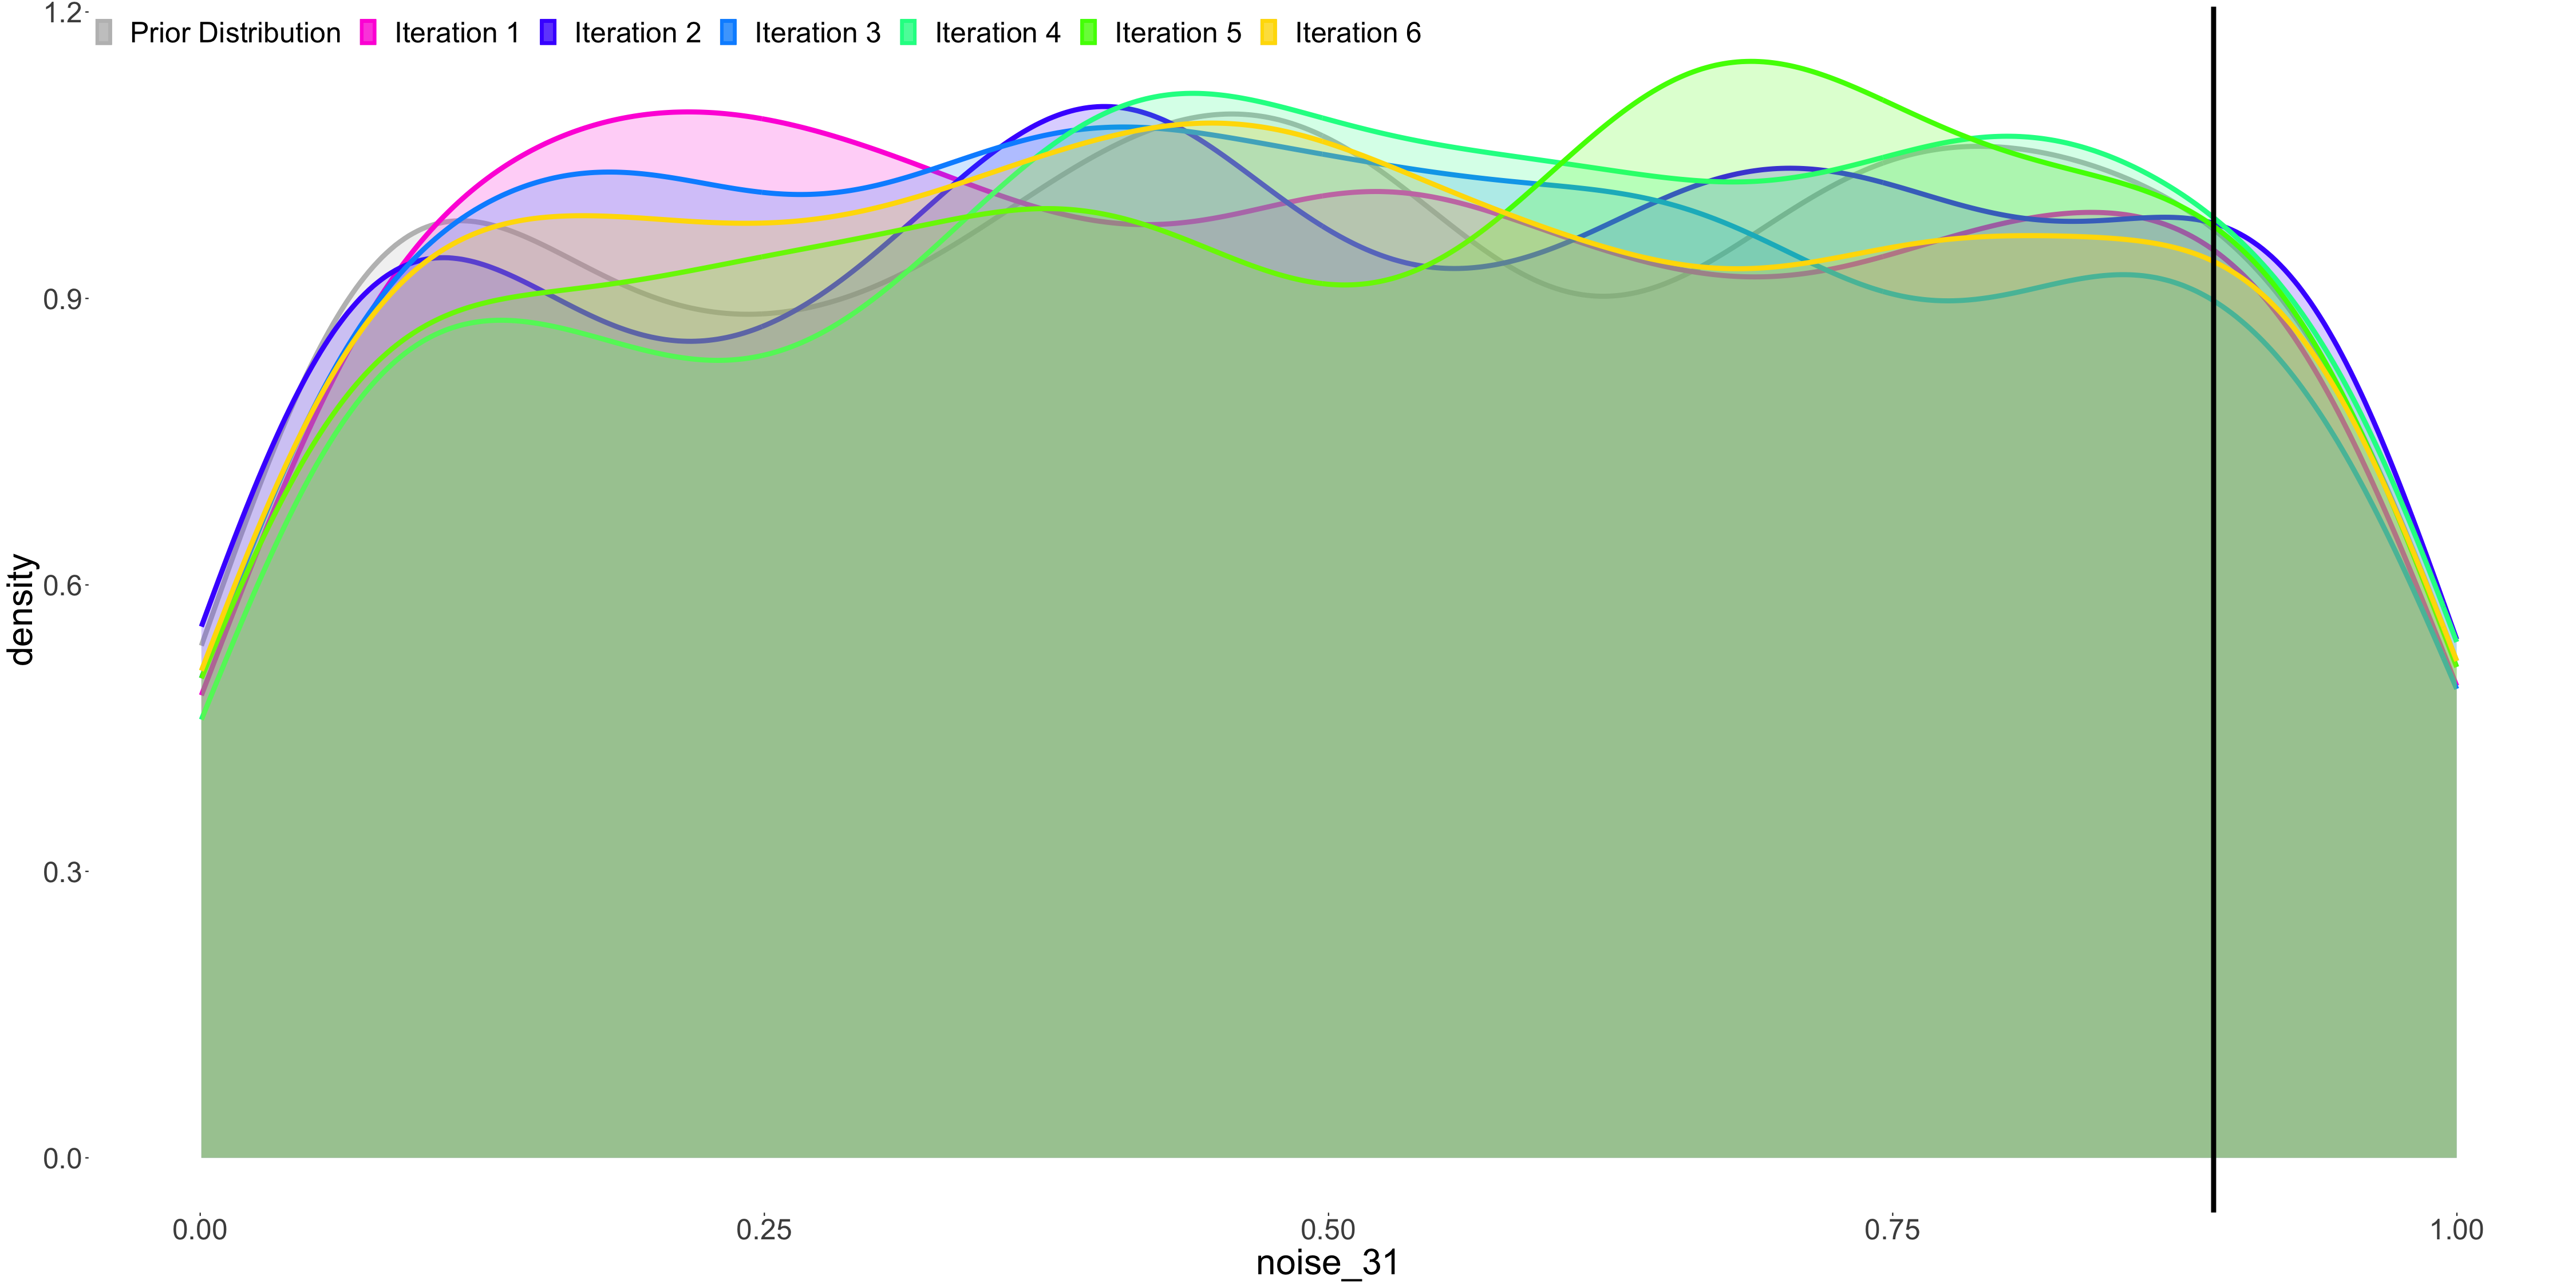 1.2
Prior Distribution Iteration 1 Iteration 2 Iteration 3 Iteration 4 Iteration 5 Iteration 6
0.9
0.6
density
0.3
0.0
0.00 0.25 0.50 0.75 1.00
noise_31